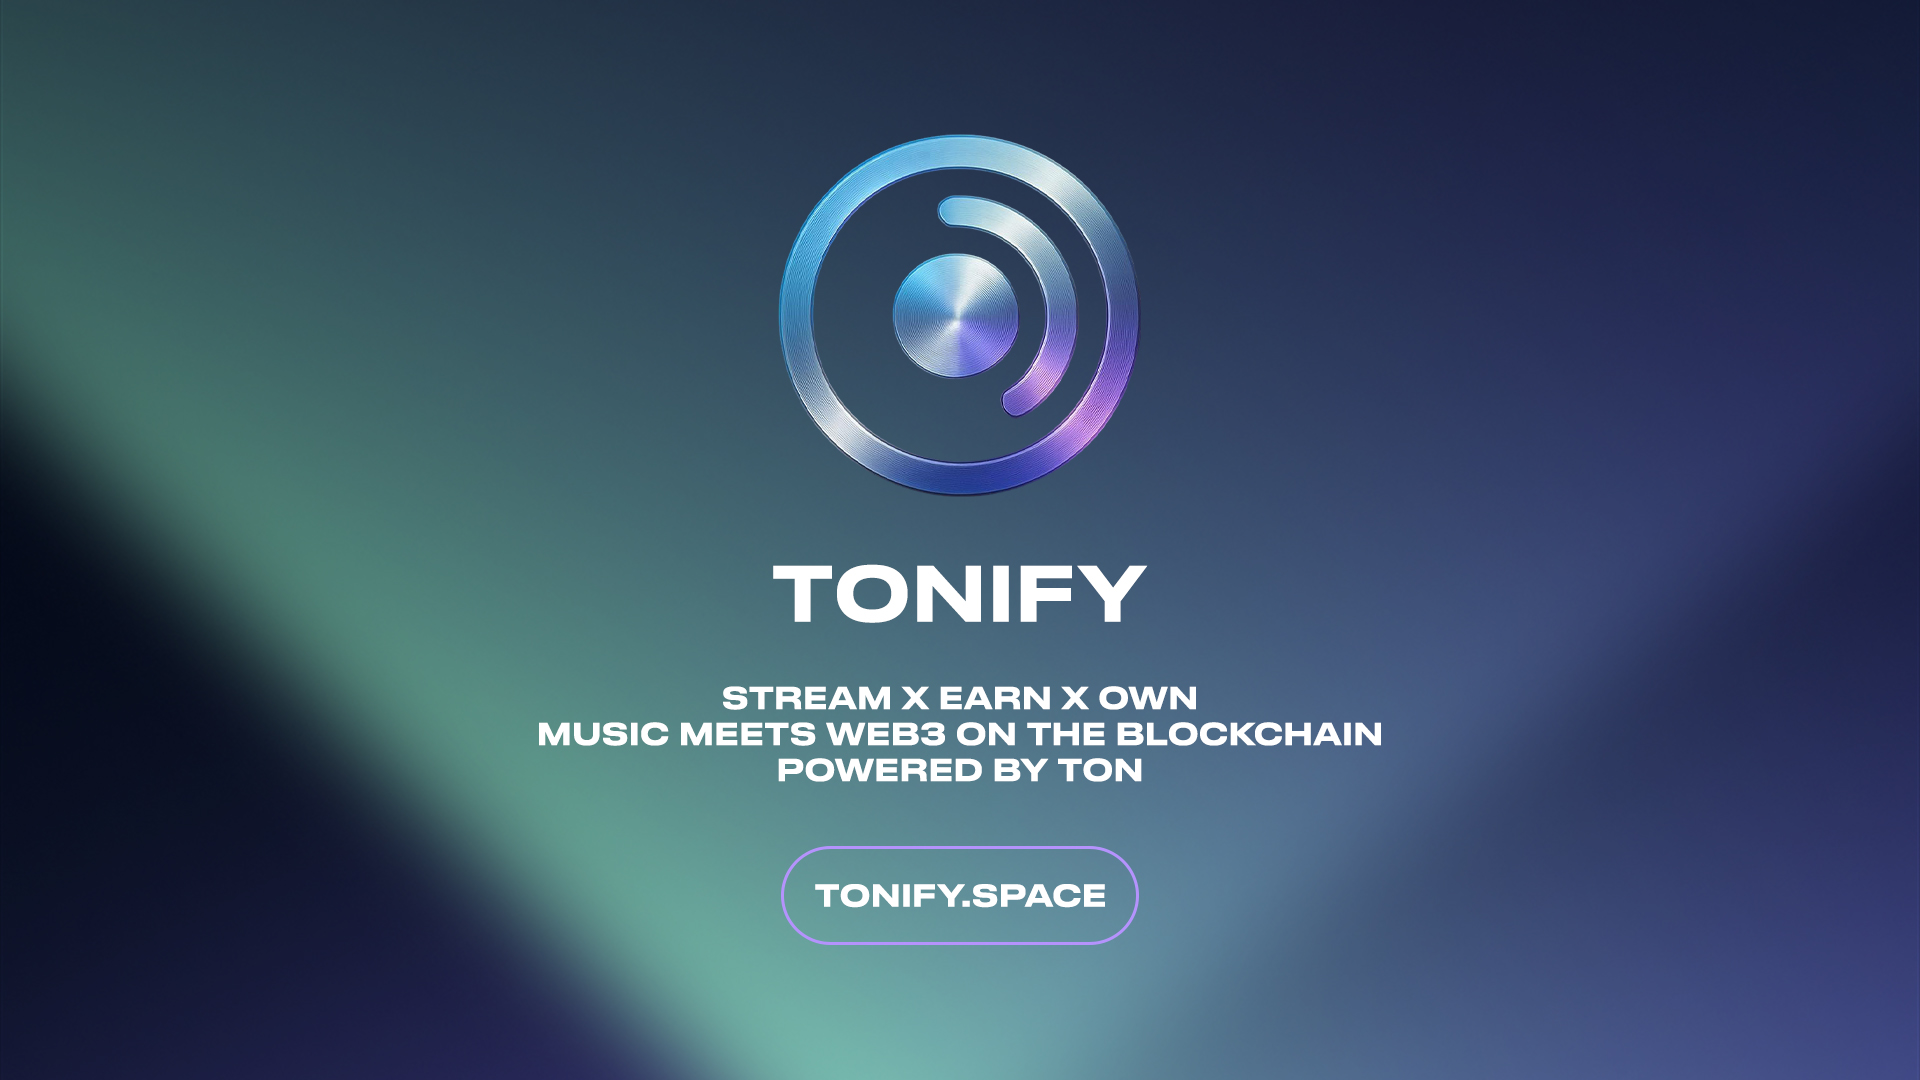 TONIFY
STREAM X EARN X OWN
MUSIC MEETS WEB3 ON THE BLOCKCHAIN
POWERED BY TON
TONIFY.SPACE